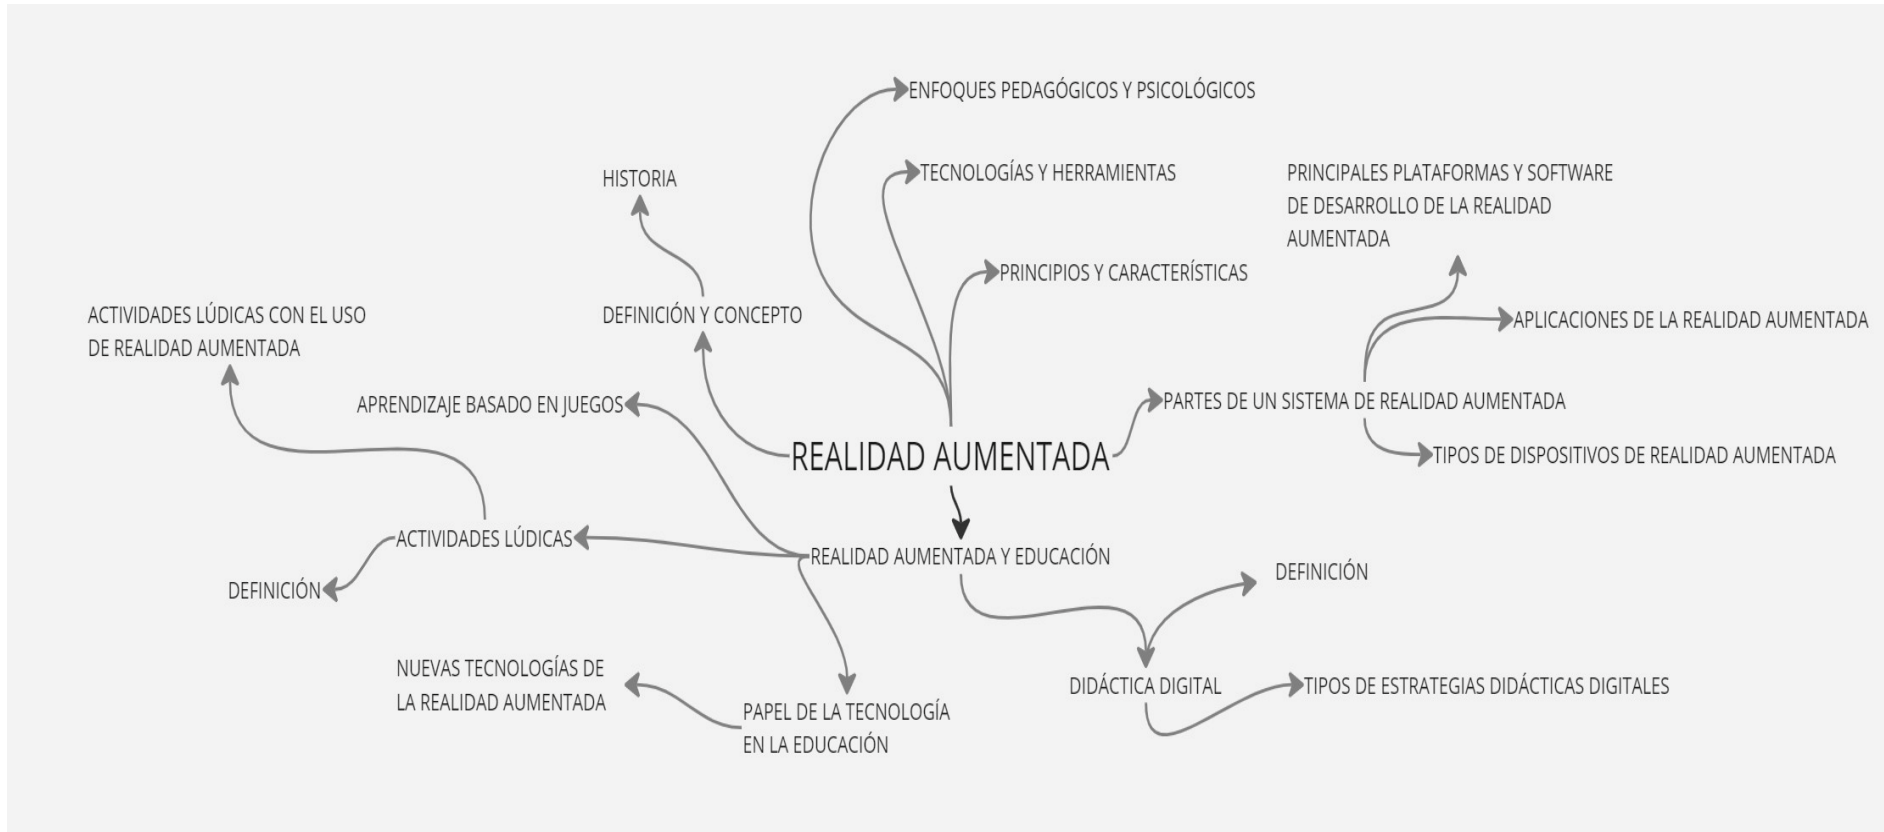 ENFOQUES PEDAGÓGICOS Y PSICOLÓGICOS
TECNOLOGÍAS Y HERRAMIENTAS
HISTORIA
PRINCIPALES PLATAFORMAS Y SOFTWARE
DE DESARROLLO DE LA REALIDAD
AUMENTADA
PRINCIPIOS Y CARACTERÍSTICAS
ACTIVIDADES LÚDICAS CON EL USO
DE REALIDAD AUMENTADA
DEFINICIÓN Y CONCEPTO
APLICACIONES DE LA REALIDAD AUMENTADA
APRENDIZAJE BASADO EN JUEGOS
PARTES DE UN SISTEMA DE REALIDAD AUMENTADA
REALIDAD AUMENTADA
TIPOS DE DISPOSITIVOS DE REALIDAD AUMENTADA
ACTIVIDADES LÚDICAS
REALIDAD AUMENTADA Y EDUCACIÓN
DEFINICIÓN
DEFINICIÓN
NUEVAS TECNOLOGÍAS DE
LA REALIDAD AUMENTADA
DIDÁCTICA DIGITAL
TIPOS DE ESTRATEGIAS DIDÁCTICAS DIGITALES
PAPEL DE LA TECNOLOGÍA
EN LA EDUCACIÓN